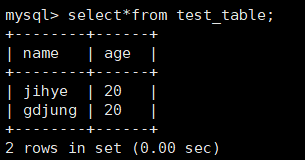 mysql> select*from test_table;
+--------+------+
| name   | age  |
+--------+------+
| jihye  | 20   |
| gdjung | 20   |
+--------+------+
2 rows in set (0.00 sec)